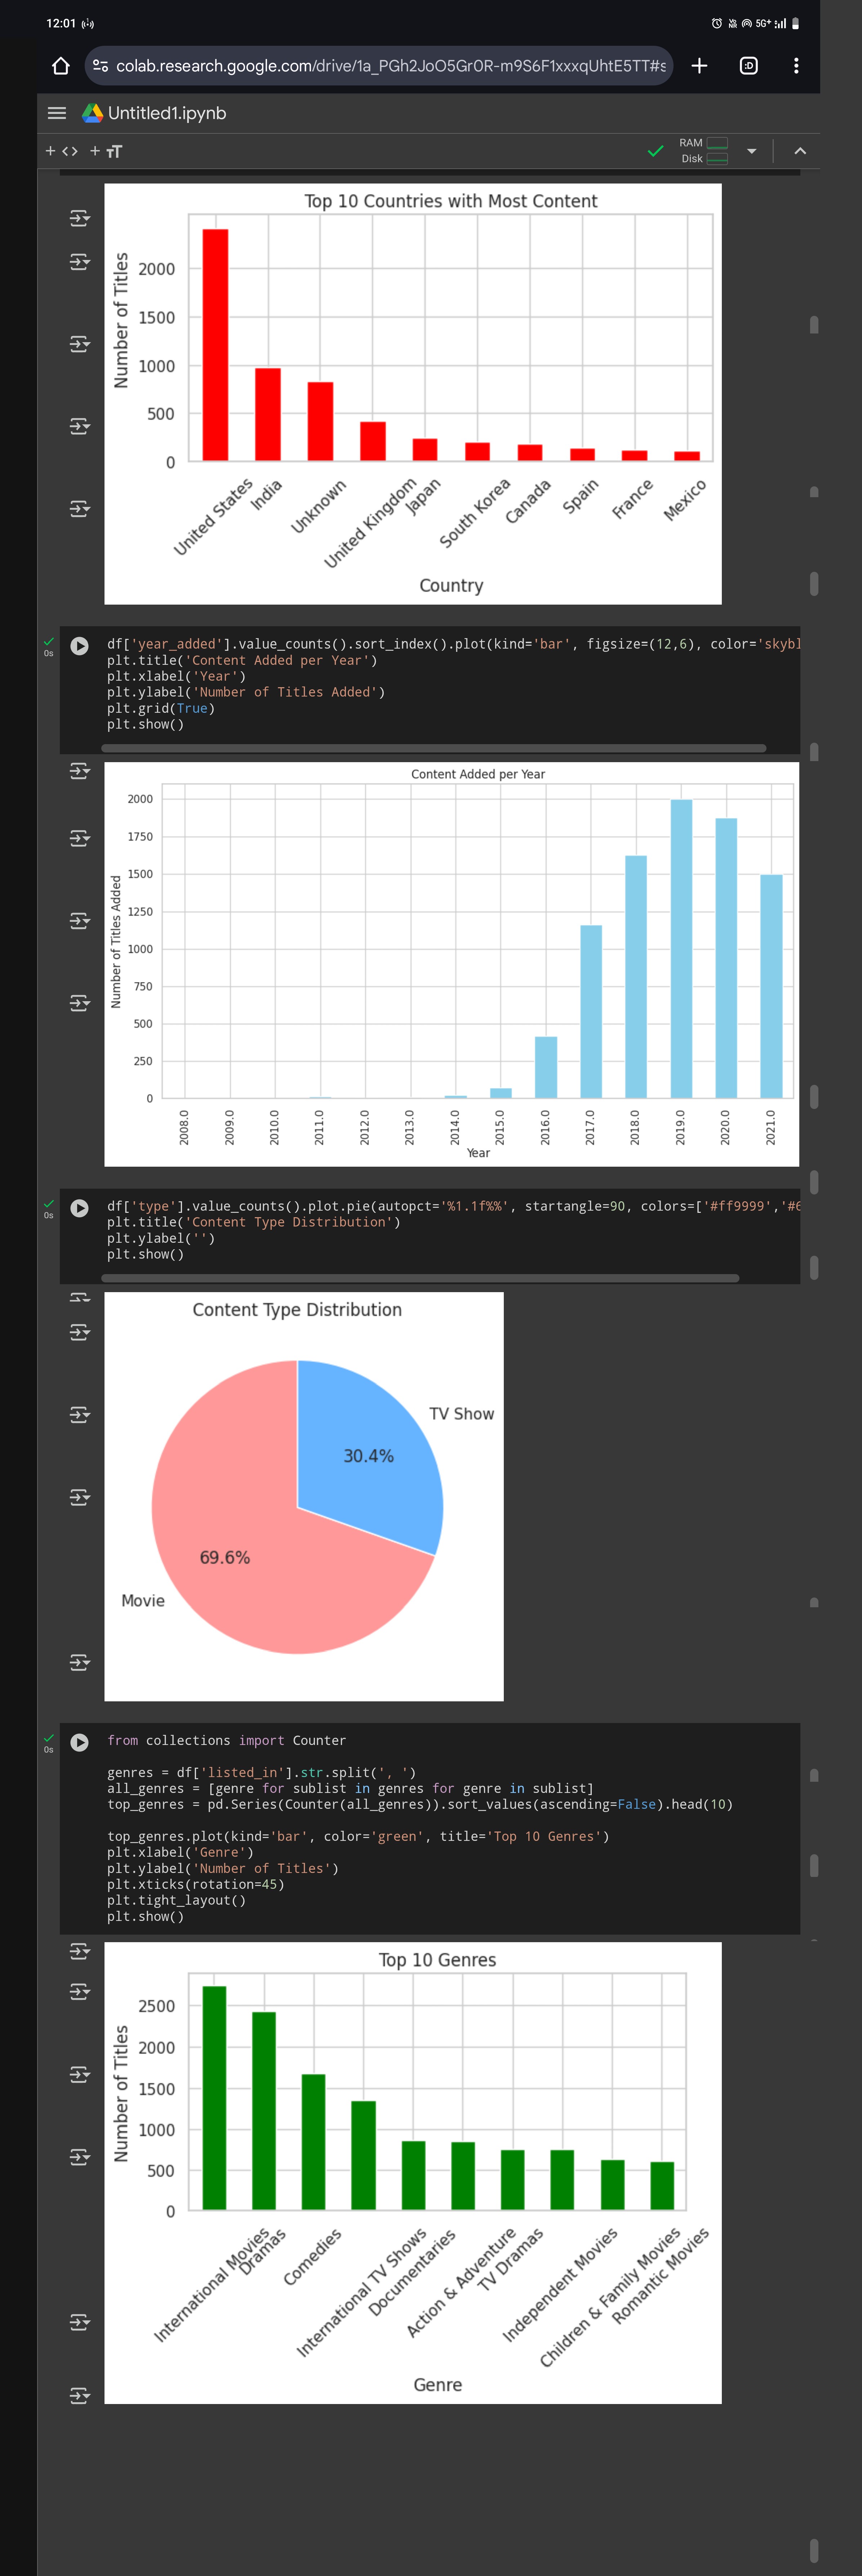 12:01
5G+
colab.research.google.com/drive/1a_PGh2JoO5Gr0R-m9S6F1xxxqUhtE5TT#s
:D
Untitled1.ipynb
+ <> + TT
RAM
Disk
Top 10 Countries with Most Content
Number of Titles
2000
1500
1000
500
0
United States
India
Unknown
United Kingdom
Japan
South Korea
Canada
Spain
France
Mexico
Country
0s
df['year_added'].value_counts().sort_index().plot(kind='bar', figsize=(12,6), color='skybl
plt.title('Content Added per Year')
plt.xlabel('Year')
plt.ylabel('Number of Titles Added')
plt.grid(True)
plt.show()
Content Added per Year
Number of Titles Added
2000
1750
1500
1250
1000
750
500
250
0
2008.0
2009.0
2010.0
2011.0
2012.0
2013.0
2014.0
2015.0
2016.0
2017.0
2018.0
2019.0
2020.0
2021.0
Year
0s
df['type'].value_counts().plot.pie(autopct='%1.1f%%', startangle=90, colors=['#ff9999','#6
plt.title('Content Type Distribution')
plt.ylabel('')
plt.show()
Content Type Distribution
TV Show
30.4%
69.6%
Movie
0s
from collections import Counter
genres = df['listed_in'].str.split(', ')
all_genres = [genre for sublist in genres for genre in sublist]
top_genres = pd.Series(Counter(all_genres)).sort_values(ascending=False).head(10)
top_genres.plot(kind='bar', color='green', title='Top 10 Genres')
plt.xlabel('Genre')
plt.ylabel('Number of Titles')
plt.xticks(rotation=45)
plt.tight_layout()
plt.show()
Top 10 Genres
Number of Titles
2500
2000
1500
1000
500
0
International Movies
Dramas
Comedies
International TV Shows
Documentaries
Action & Adventure
TV Dramas
Independent Movies
Children & Family Movies
Romantic Movies
Genre